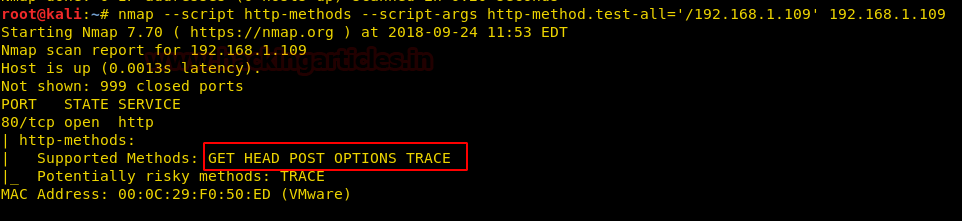 root@kali:~# nmap --script http-methods --script-args http-method.test-all='/192.168.1.109' 192.168.1.109
Starting Nmap 7.70 ( https://nmap.org ) at 2018-09-24 11:53 EDT
Nmap scan report for 192.168.1.109
Host is up (0.0013s latency).
Not shown: 999 closed ports
PORT   STATE SERVICE
80/tcp open  http
| http-methods:
|   Supported Methods: GET HEAD POST OPTIONS TRACE
|_  Potentially risky methods: TRACE
MAC Address: 00:0C:29:F0:50:ED (VMware)